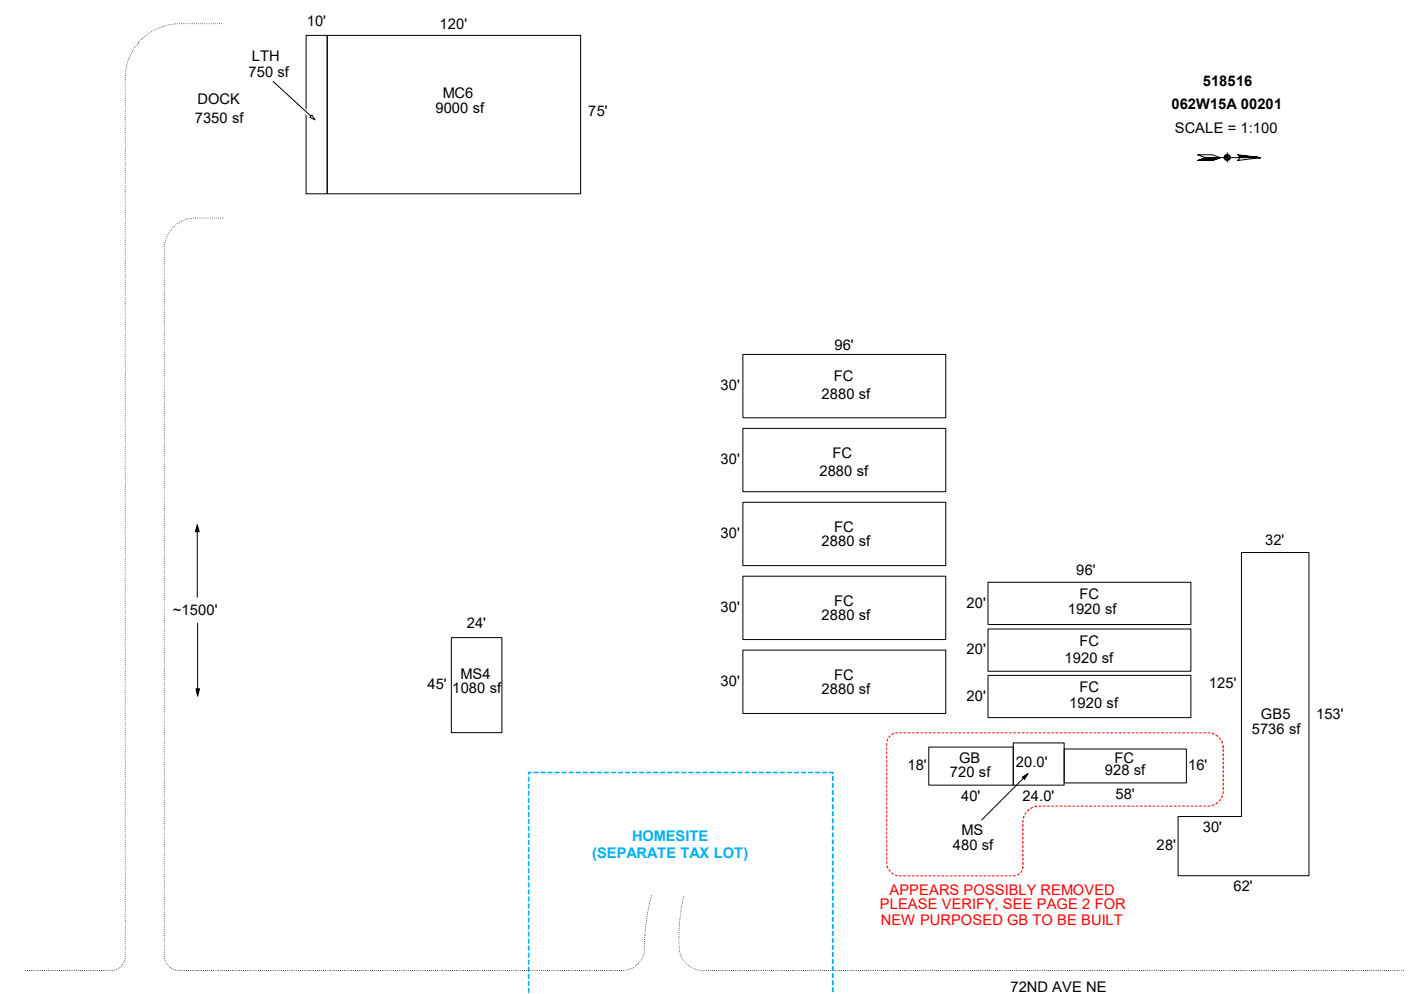 10'
120'
LTH
750 sf
DOCK
7350 sf
MC6
9000 sf
75'
518516
062W15A 00201
SCALE = 1:100
96'
30'
FC
2880 sf
30'
FC
2880 sf
30'
FC
2880 sf
30'
FC
2880 sf
30'
FC
2880 sf
~1500'
24'
45'
MS4
1080 sf
96'
20'
FC
1920 sf
20'
FC
1920 sf
20'
FC
1920 sf
32'
125'
GB5
5736 sf
153'
30'
28'
62'
18'
GB
720 sf
20.0'
FC
928 sf
16'
40'
24.0'
58'
MS
480 sf
HOMESITE
(SEPARATE TAX LOT)
APPEARS POSSIBLY REMOVED
PLEASE VERIFY, SEE PAGE 2 FOR
NEW PURPOSED GB TO BE BUILT
72ND AVE NE